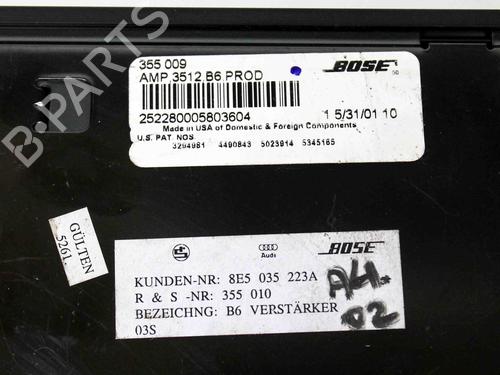 355 009
AMP,3512,B6 PROD
BOSE
252280005803604
1 5/31/01 10
Made in USA of Domestic & Foreign Components
U.S. PAT NOS
3294981 4490843 5023914 5345165
GÜLTEN
5261.
Audi
BOSE
KUNDEN-NR: 8E5 035 223A
R & S -NR: 355 010
BEZEICHNG: B6 VERSTÄRKER
03S
A4.
02
B-Parts